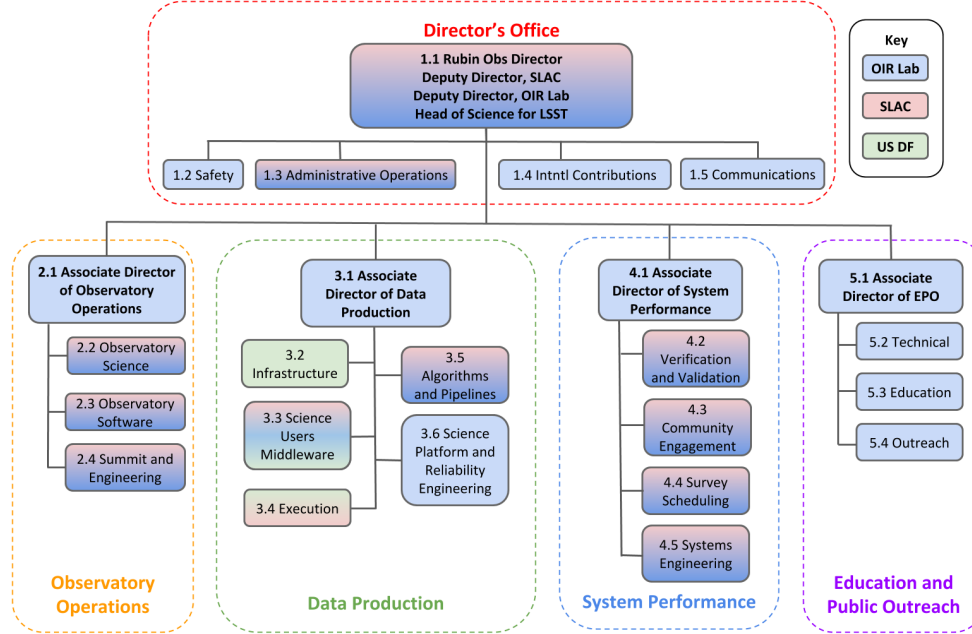 Director's Office
1.1 Rubin Obs Director
Deputy Director, SLAC
Deputy Director, OIR Lab
Head of Science for LSST
Key
OIR Lab
SLAC
US DF
1.2 Safety
1.3 Administrative Operations
1.4 Intntl Contributions
1.5 Communications
2.1 Associate Director
of Observatory
Operations
2.2 Observatory
Science
2.3 Observatory
Software
2.4 Summit and
Engineering
Observatory
Operations
3.1 Associate
Director of Data
Production
3.2
Infrastructure
3.3 Science
Users
Middleware
3.4 Execution
3.5
Algorithms
and Pipelines
3.6 Science
Platform and
Reliability
Engineering
Data Production
4.1 Associate
Director of System
Performance
4.2
Verification
and Validation
4.3
Community
Engagement
4.4 Survey
Scheduling
4.5 Systems
Engineering
System Performance
5.1 Associate
Director of EPO
5.2 Technical
5.3 Education
5.4 Outreach
Education and
Public Outreach